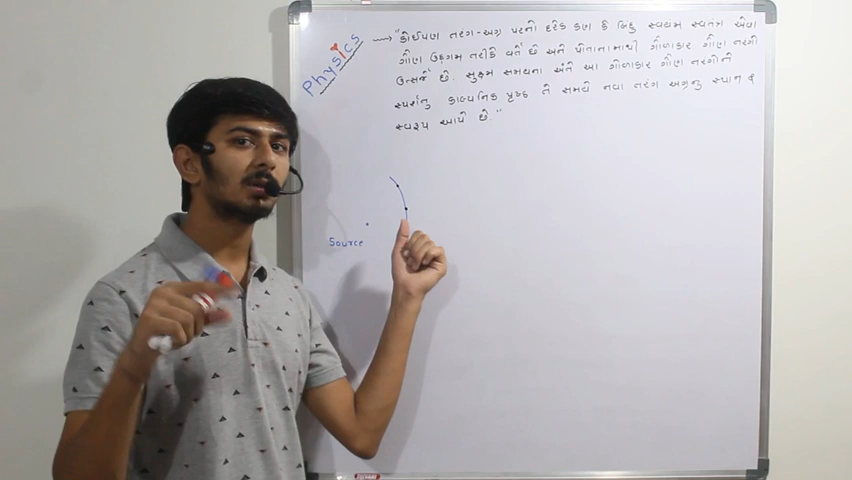 Physics
"કોઈપણ તરંગ-અગ્ર પરનો દરેક કણ કે બિંદુ સ્વયમ સ્વતંત્ર એવા
ગૌણ ઉદ્દગમ તરીકે વર્તે છે અને પોતાનામાંથી ગોળાકાર ગૌણ તરંગો
ઉત્સર્જે છે. સુક્ષ્મ સમયના અંતે આ ગોળાકાર ગૌણ તરંગોને
સ્પર્શતુ કાલ્પનિક પૃષ્ઠ તે સમયે નવા તરંગ અગ્રનુ સ્થાન &
સ્વરૂપ આપે છે."
Source